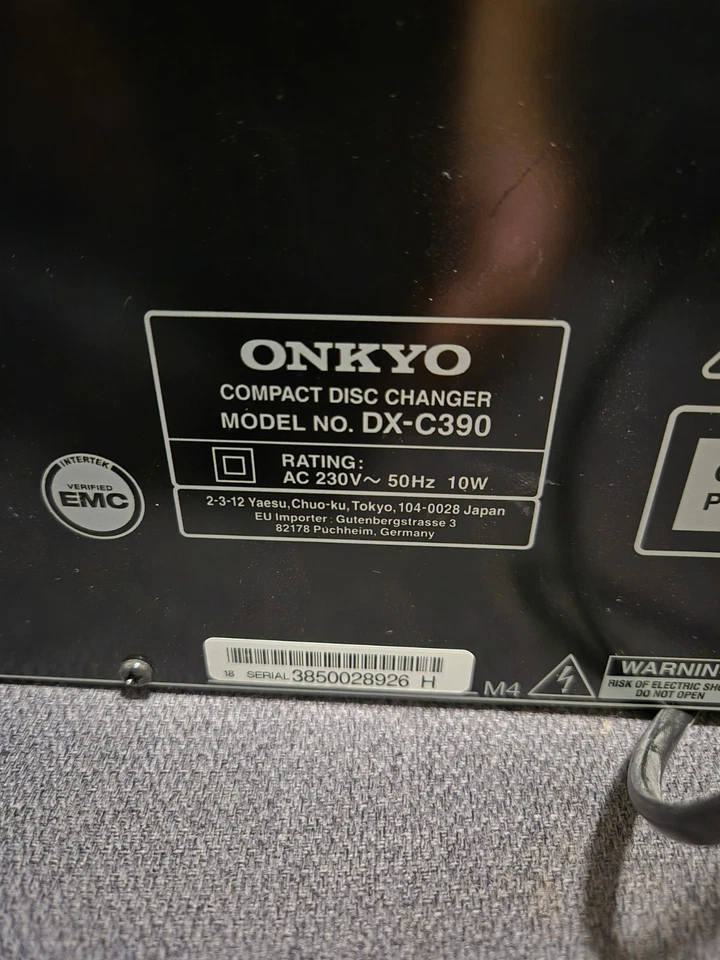 ONKYO
COMPACT DISC CHANGER
MODEL NO. DX-C390
RATING:
AC 230V～ 50Hz 10W
2-3-12 Yaesu,Chuo-ku,Tokyo,104-0028 Japan
EU Importer : Gutenbergstrasse 3
82178 Puchheim, Germany
INTERTEK
VERIFIED
EMC
P
18 SERIAL 3850028926 H
M4
WARNIN
RISK OF ELECTRIC SH
DO NOT OPEN